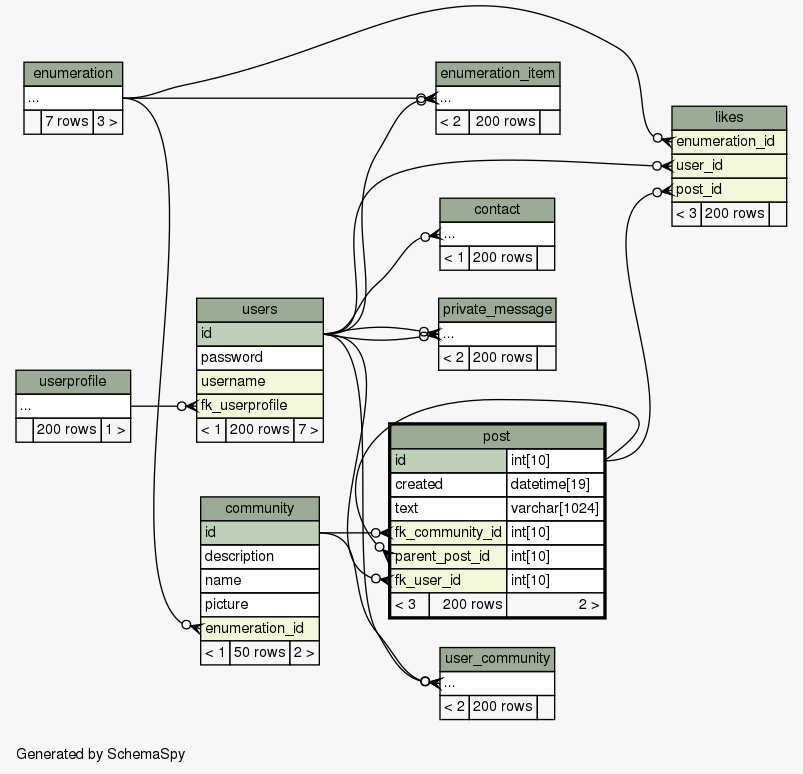 enumeration
...
7 rows 3 >
enumeration_item
...
< 2 200 rows
likes
enumeration_id
user_id
post_id
< 3 200 rows
contact
...
< 1 200 rows
users
id
password
username
fk_userprofile
< 1 200 rows 7 >
private_message
...
< 2 200 rows
userprofile
...
200 rows 1 >
post
id int[10]
created datetime[19]
text varchar[1024]
fk_community_id int[10]
parent_post_id int[10]
fk_user_id int[10]
< 3 200 rows 2 >
community
id
description
name
picture
enumeration_id
< 1 50 rows 2 >
user_community
...
< 2 200 rows
Generated by SchemaSpy